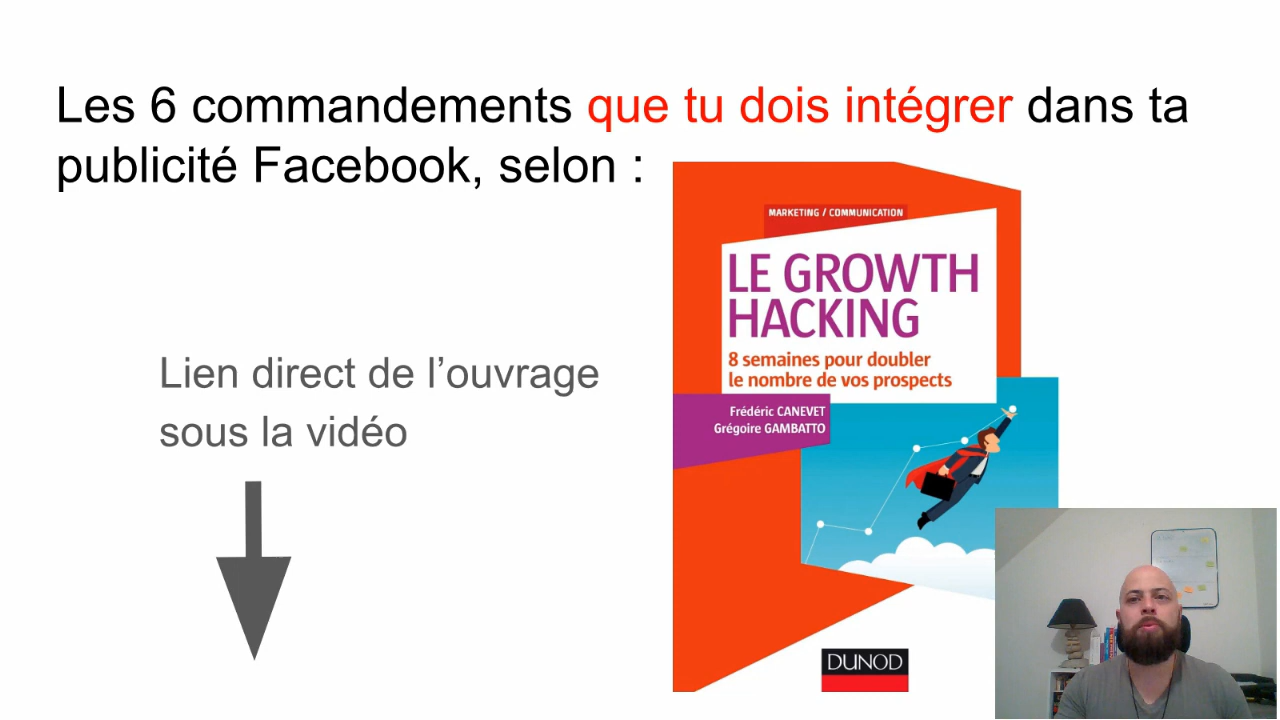 Les 6 commandements que tu dois intégrer dans ta
publicité Facebook, selon :
MARKETING / COMMUNICATION
LE GROWTH
HACKING
8 semaines pour doubler
le nombre de vos prospects
Frédéric CANEVET
Grégoire GAMBATTO
Lien direct de l’ouvrage
sous la vidéo
DUNOD